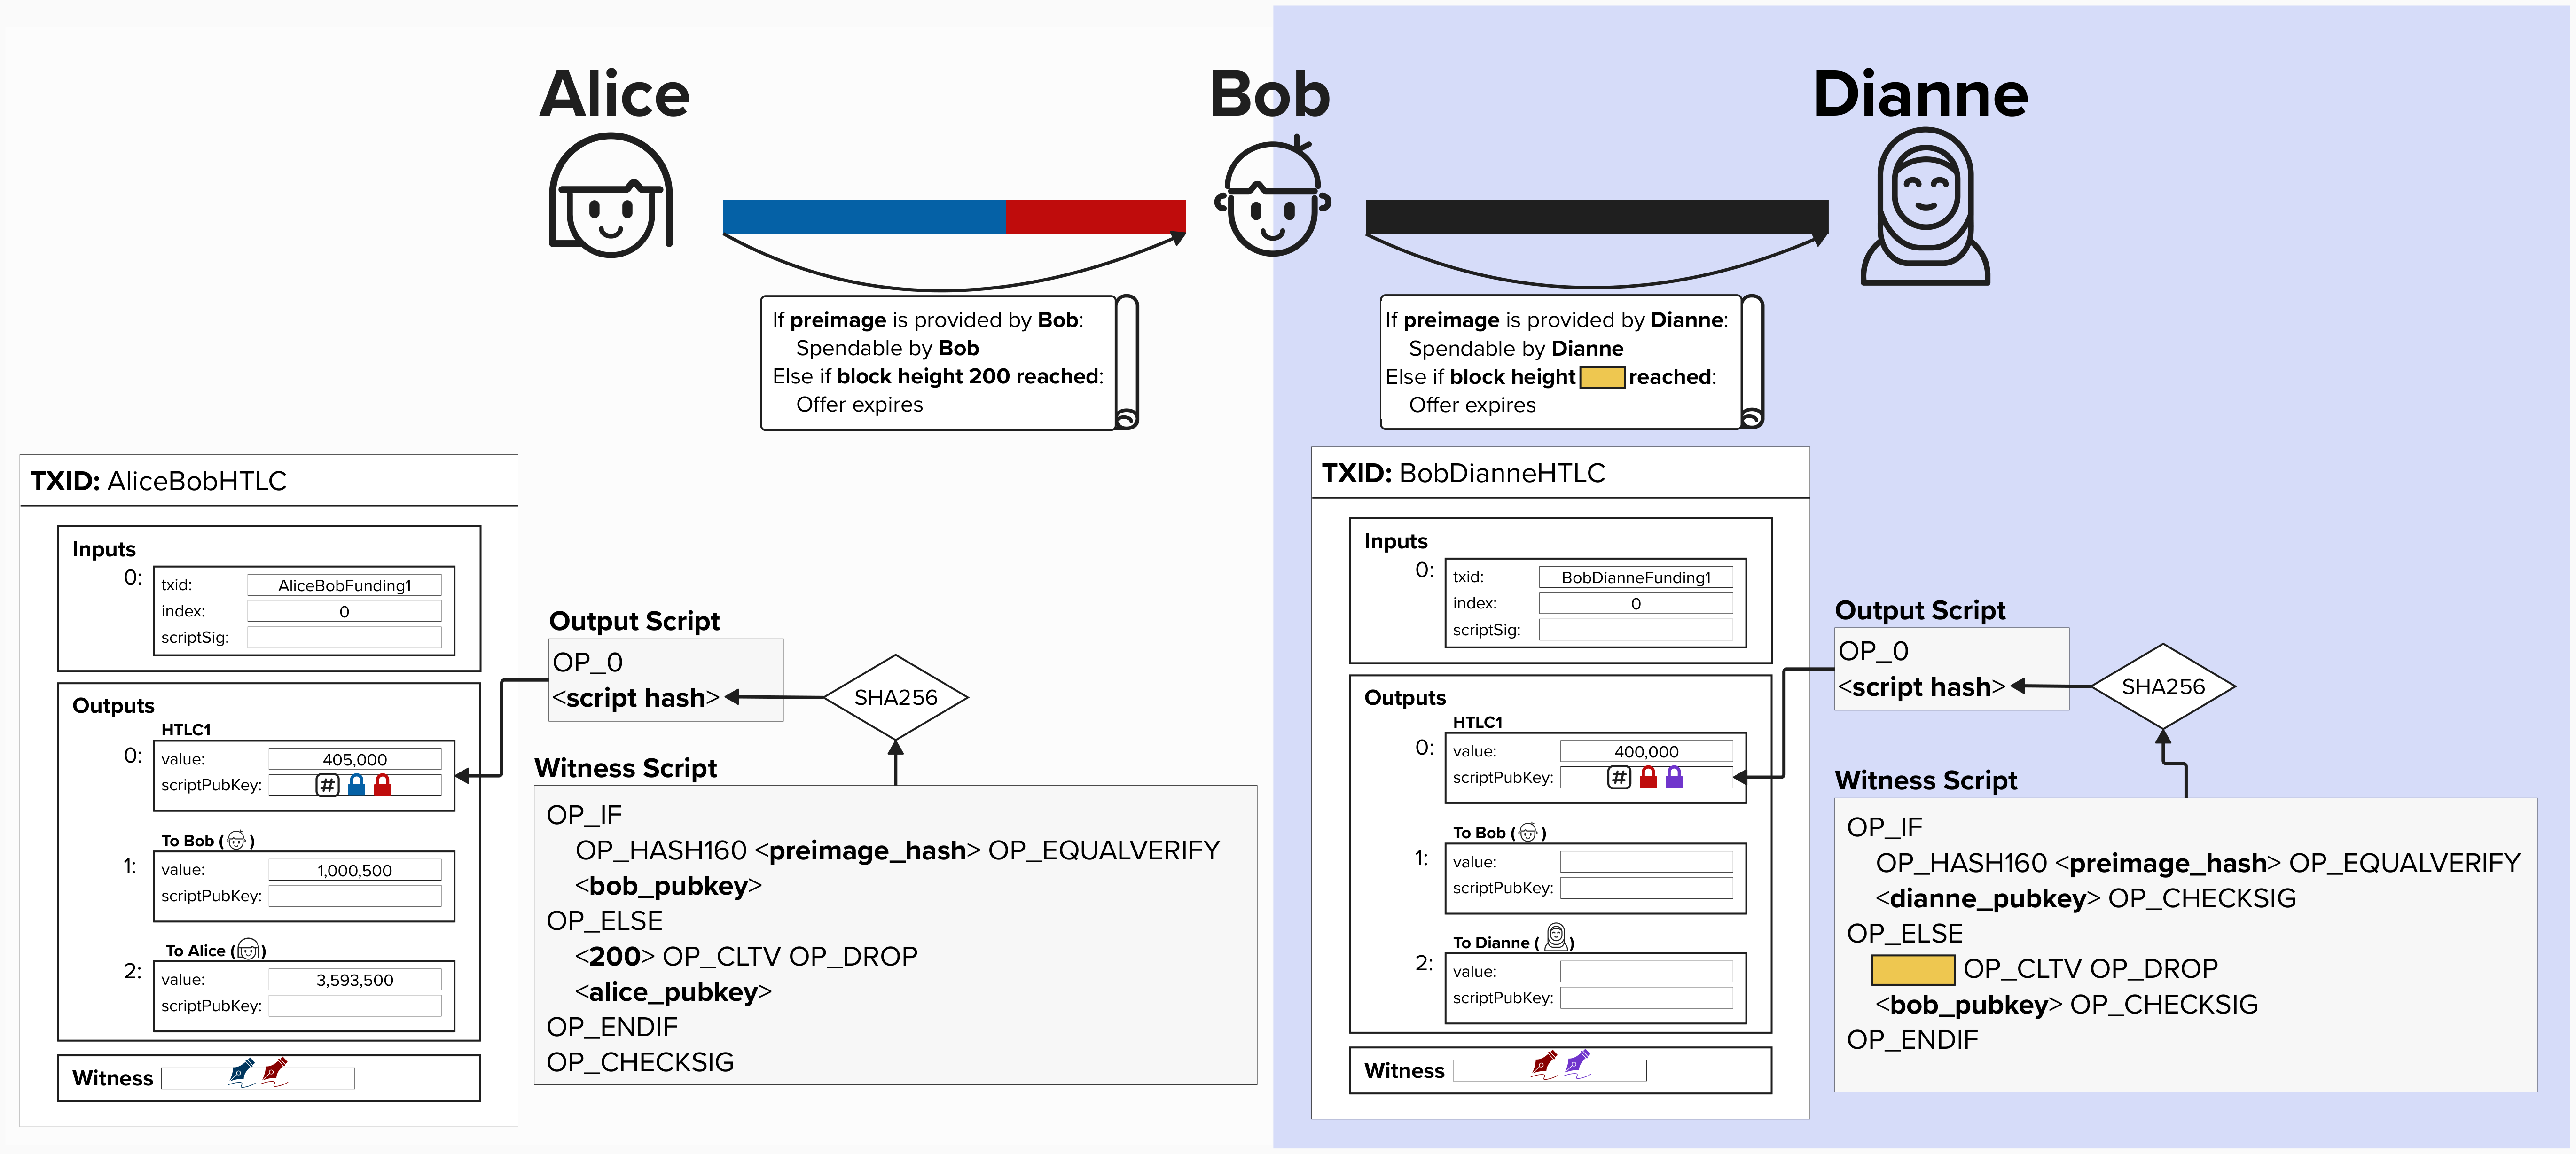 Alice
Bob
Dianne
If preimage is provided by Bob:
Spendable by Bob
Else if block height 200 reached:
Offer expires
If preimage is provided by Dianne:
Spendable by Dianne
Else if block height reached:
Offer expires
TXID: AliceBobHTLC
Inputs
0:
txid: AliceBobFunding1
index: 0
scriptSig:
Outputs
HTLC1
0:
value: 405,000
scriptPubKey: #
To Bob ( )
1:
value: 1,000,500
scriptPubKey:
To Alice ( )
2:
value: 3,593,500
scriptPubKey:
Witness
Output Script
OP_0
<script hash>
SHA256
Witness Script
OP_IF
OP_HASH160 <preimage_hash> OP_EQUALVERIFY
<bob_pubkey>
OP_ELSE
<200> OP_CLTV OP_DROP
<alice_pubkey>
OP_ENDIF
OP_CHECKSIG
TXID: BobDianneHTLC
Inputs
0:
txid: BobDianneFunding1
index: 0
scriptSig:
Outputs
HTLC1
0:
value: 400,000
scriptPubKey: #
To Bob ( )
1:
value:
scriptPubKey:
To Dianne ( )
2:
value:
scriptPubKey:
Witness
Output Script
OP_0
<script hash>
SHA256
Witness Script
OP_IF
OP_HASH160 <preimage_hash> OP_EQUALVERIFY
<dianne_pubkey> OP_CHECKSIG
OP_ELSE
OP_CLTV OP_DROP
<bob_pubkey> OP_CHECKSIG
OP_ENDIF